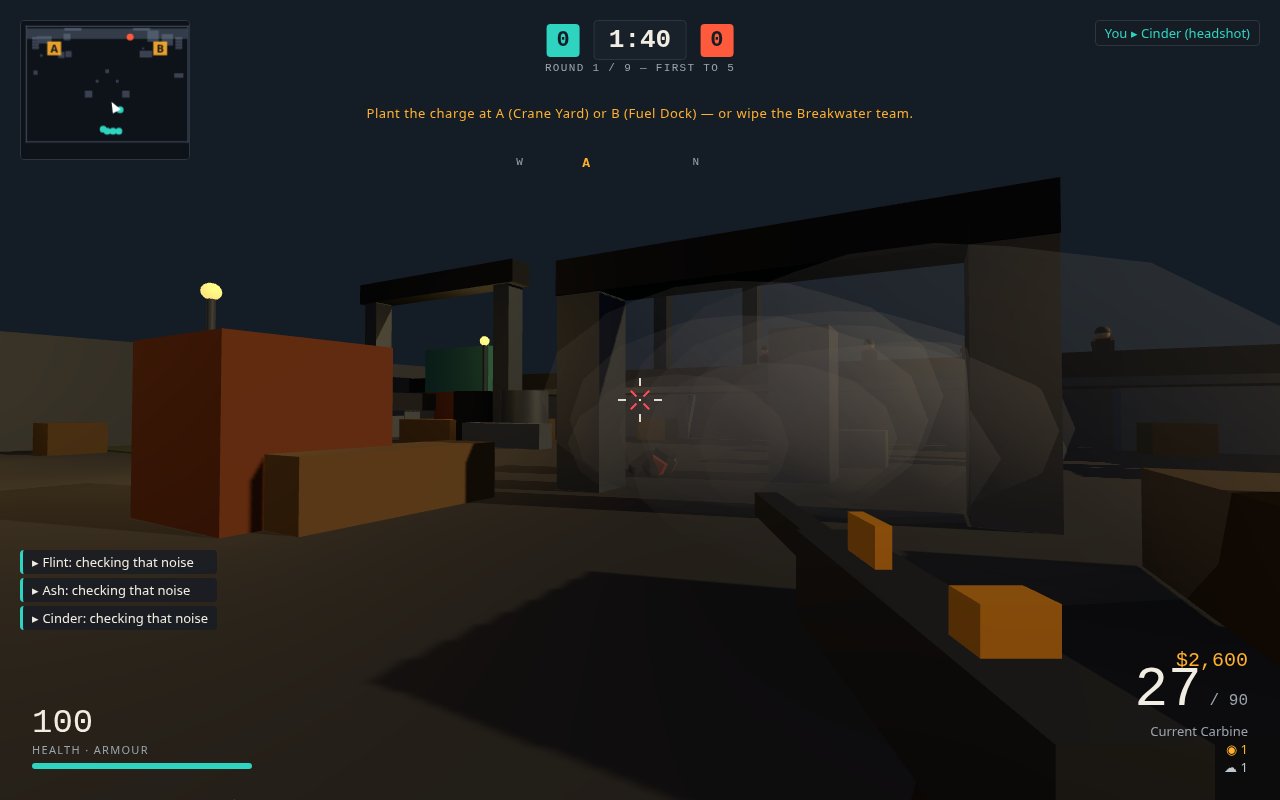 A
B
0
1:40
0
ROUND 1 / 9 — FIRST TO 5
You ▸ Cinder (headshot)
Plant the charge at A (Crane Yard) or B (Fuel Dock) — or wipe the Breakwater team.
W
A
N
▸ Flint: checking that noise
▸ Ash: checking that noise
▸ Cinder: checking that noise
100
HEALTH · ARMOUR
$2,600
27 / 90
Current Carbine
◉ 1
☁ 1